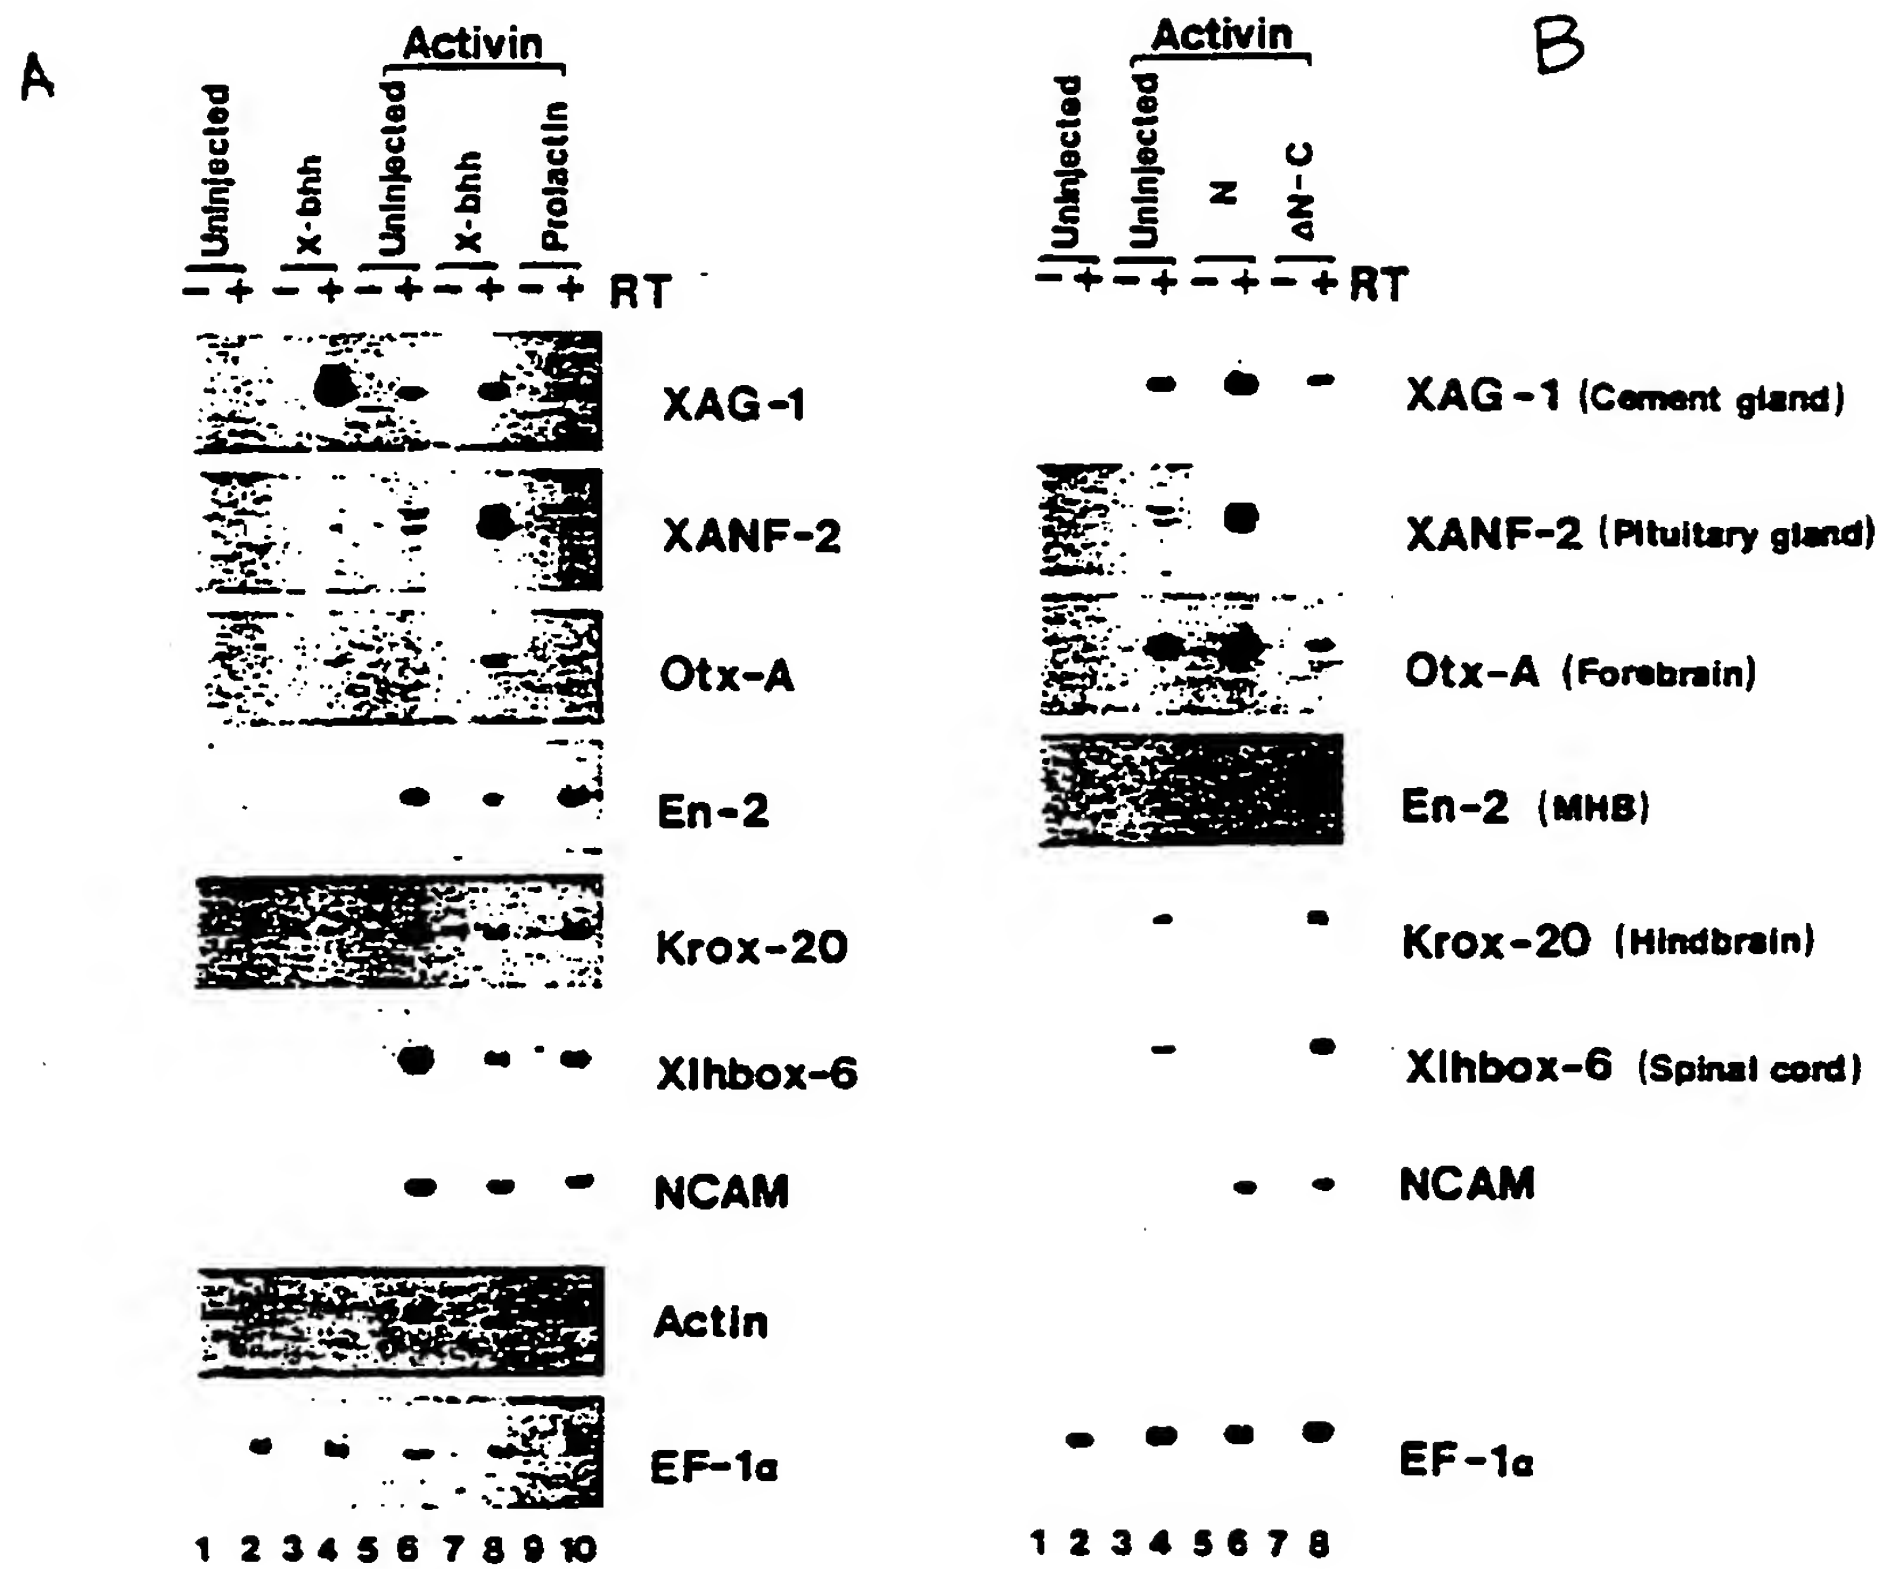 A
Activin
Uninjected
X-bhh
Uninjected
X-bhh
Prolactin
- + - + - + - + - + RT
XAG-1
XANF-2
Otx-A
En-2
Krox-20
Xlhbox-6
NCAM
Actin
EF-1α
1 2 3 4 5 6 7 8 9 10
B
Activin
Uninjected
Uninjected
N
ΔN-C
- + - + - + - + RT
XAG-1 (Cement gland)
XANF-2 (Pituitary gland)
Otx-A (Forebrain)
En-2 (MHB)
Krox-20 (Hindbrain)
Xlhbox-6 (Spinal cord)
NCAM
EF-1α
1 2 3 4 5 6 7 8